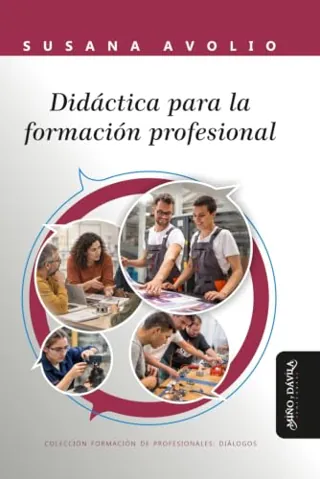 SUSANA AVOLIO
Didáctica para la
formación profesional
MIÑO Y DÁVILA
COLECCIÓN FORMACIÓN DE PROFESIONALES: DIÁLOGOS